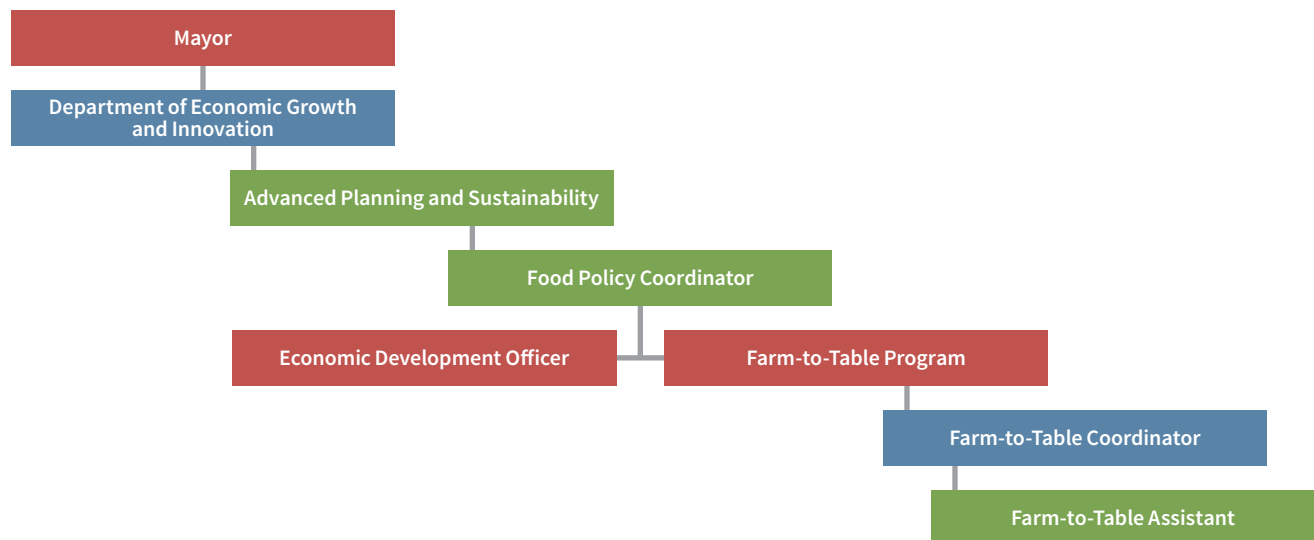 Mayor
Department of Economic Growth
and Innovation
Advanced Planning and Sustainability
Food Policy Coordinator
Economic Development Officer
Farm-to-Table Program
Farm-to-Table Coordinator
Farm-to-Table Assistant